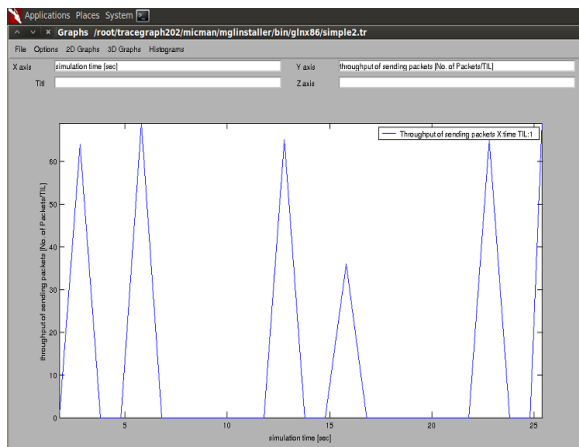 Applications Places System
Graphs /root/tracegraph202/micman/mglinstaller/bin/glnx86/simple2.tr
File Options 2D Graphs 3D Graphs Histograms
X axis simulation time [sec] Y axis throughput of sending packets [No. of Packets/TIL]
Titl Z axis
Throughput of sending packets X:time TIL:1
throughput of sending packets [No. of Packets/TIL]
60
50
40
30
20
10
0
5 10 15 20 25
simulation time [sec]